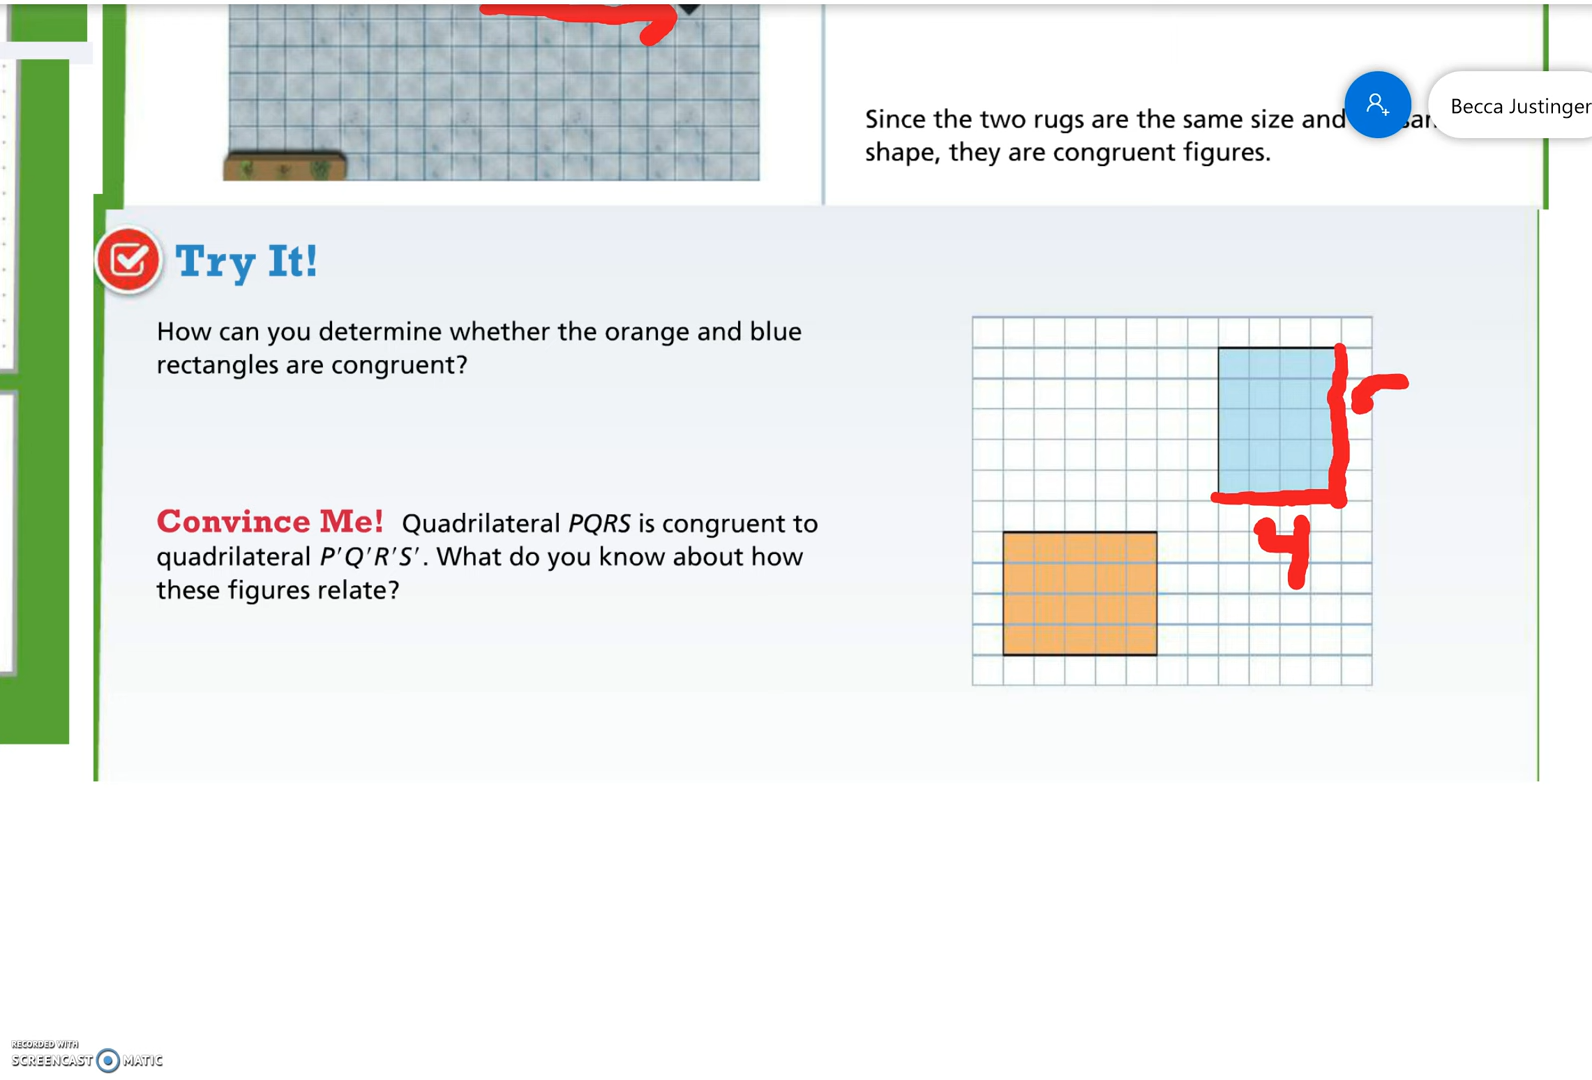 Since the two rugs are the same size and
shape, they are congruent figures.
Becca Justinger
Try It!
How can you determine whether the orange and blue
rectangles are congruent?
Convince Me! Quadrilateral PQRS is congruent to
quadrilateral P′Q′R′S′. What do you know about how
these figures relate?
4
RECORDED WITH
SCREENCAST MATIC